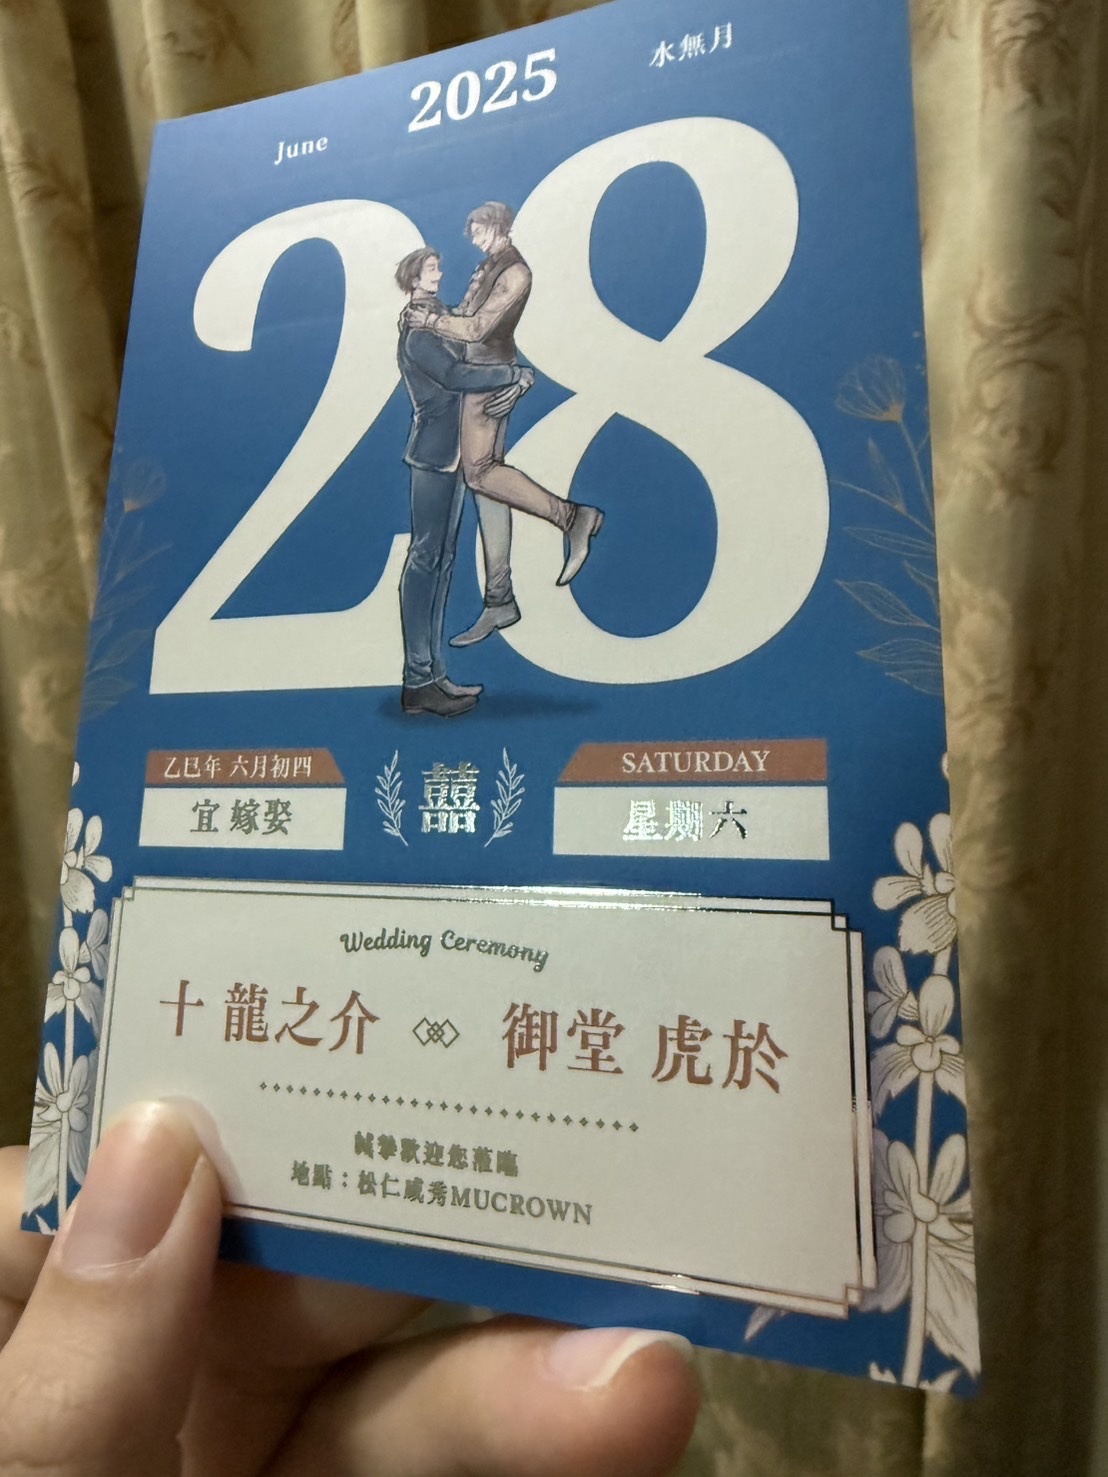 2025
June
水無月
28
乙巳年 六月初四
宜 嫁娶
囍
SATURDAY
星期六
Wedding Ceremony
十 龍之介
御堂 虎於
誠摯歡迎您蒞臨
地點：松仁威秀MUCROWN